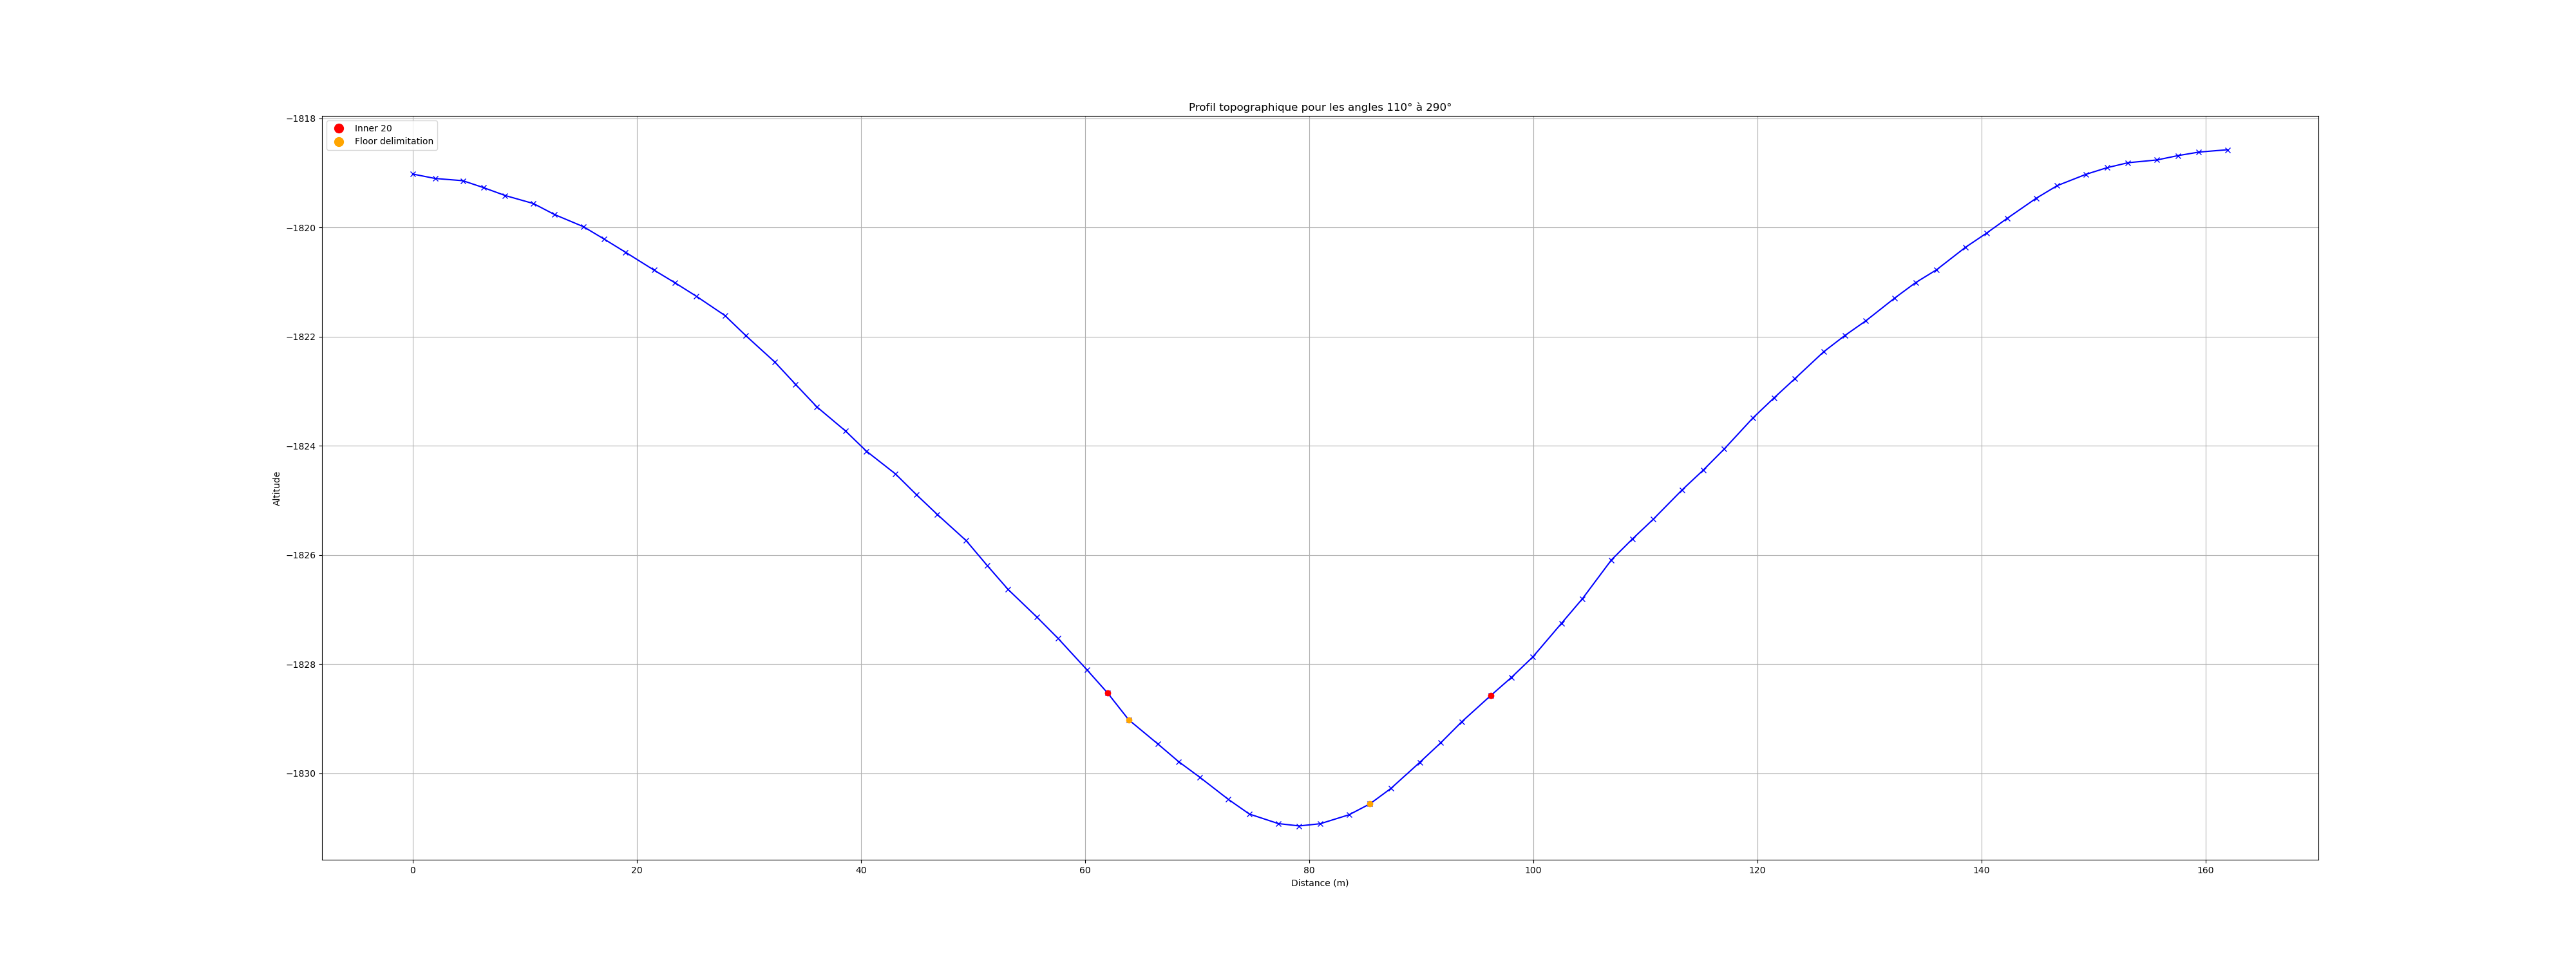 Profil topographique pour les angles 110° à 290°
Inner 20
Floor delimitation
Altitude
−1818
−1820
−1822
−1824
−1826
−1828
−1830
0 20 40 60 80 100 120 140 160
Distance (m)